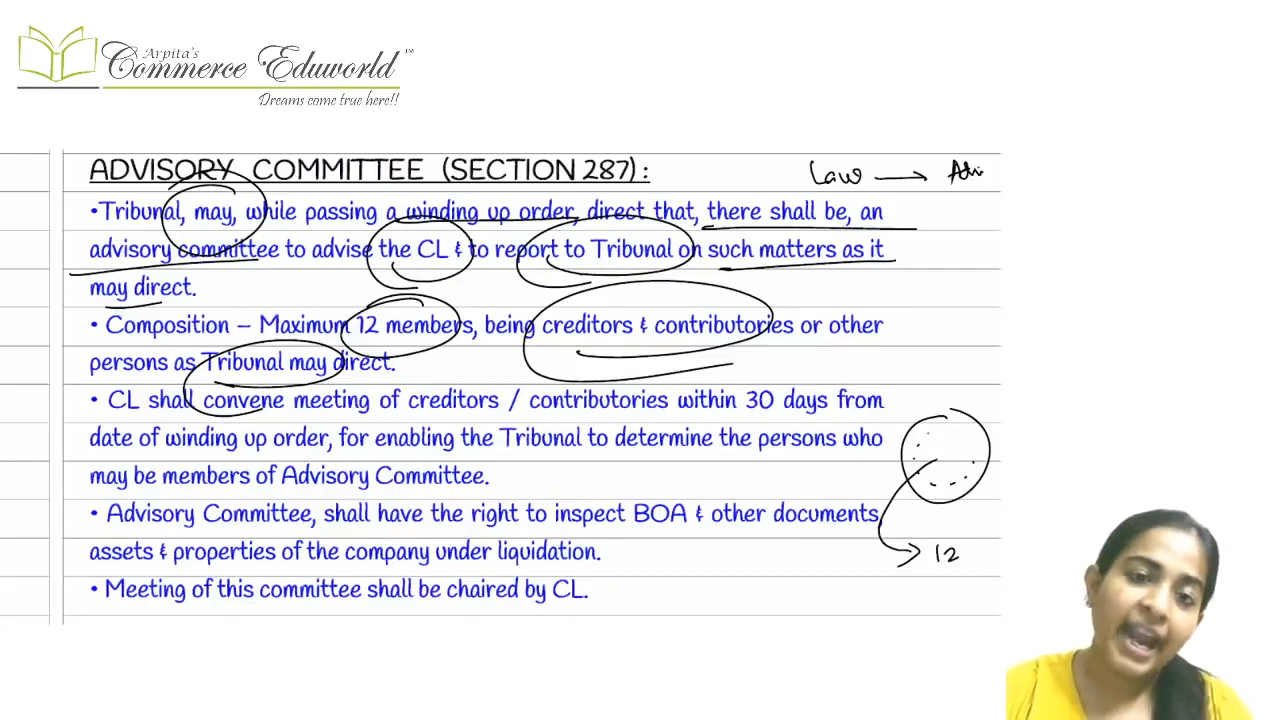 Arpita's
Commerce Eduworld™
Dreams come true here!!
ADVISORY COMMITTEE (SECTION 287) :
Law → Adv
•Tribunal, may, while passing a winding up order, direct that, there shall be, an
advisory committee to advise the CL & to report to Tribunal on such matters as it
may direct.
• Composition – Maximum 12 members, being creditors & contributories or other
persons as Tribunal may direct.
• CL shall convene meeting of creditors / contributories within 30 days from
date of winding up order, for enabling the Tribunal to determine the persons who
may be members of Advisory Committee.
• Advisory Committee, shall have the right to inspect BOA & other documents,
assets & properties of the company under liquidation.
12
• Meeting of this committee shall be chaired by CL.